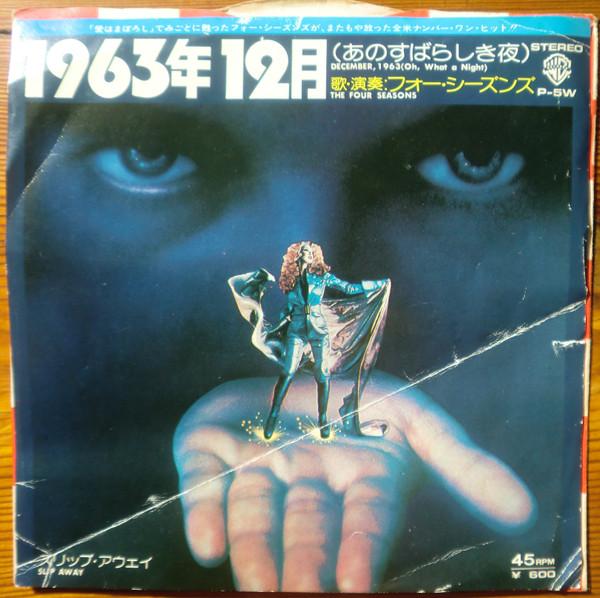 「愛はまぼろし」でみごとに甦ったフォー・シーズンズが、またもや放った全米ナンバー・ワン・ヒット!!
1963年12月
(あのすばらしき夜)
DECEMBER, 1963 (Oh, What a Night)
歌・演奏:フォー・シーズンズ
THE FOUR SEASONS
STEREO
P-5W
スリップ・アウェイ
SLIP AWAY
45RPM
¥600